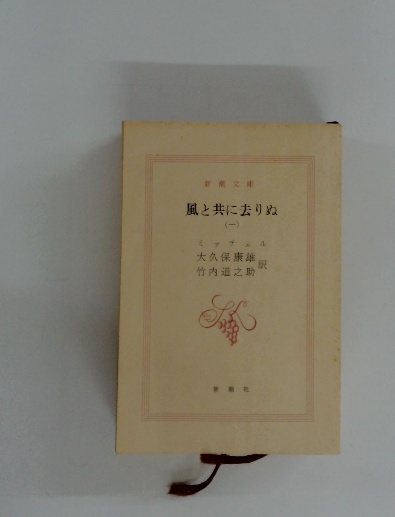 新潮文庫
風と共に去りぬ
(一)
ミッチェル
大久保康雄
竹内道之助
訳
新潮社